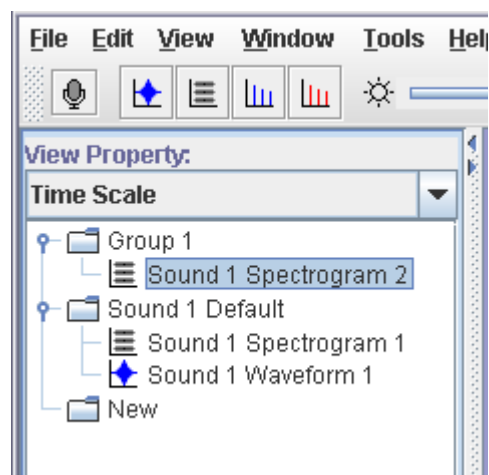 File Edit View Window Tools Help
View Property:
Time Scale
Group 1
Sound 1 Spectrogram 2
Sound 1 Default
Sound 1 Spectrogram 1
Sound 1 Waveform 1
New